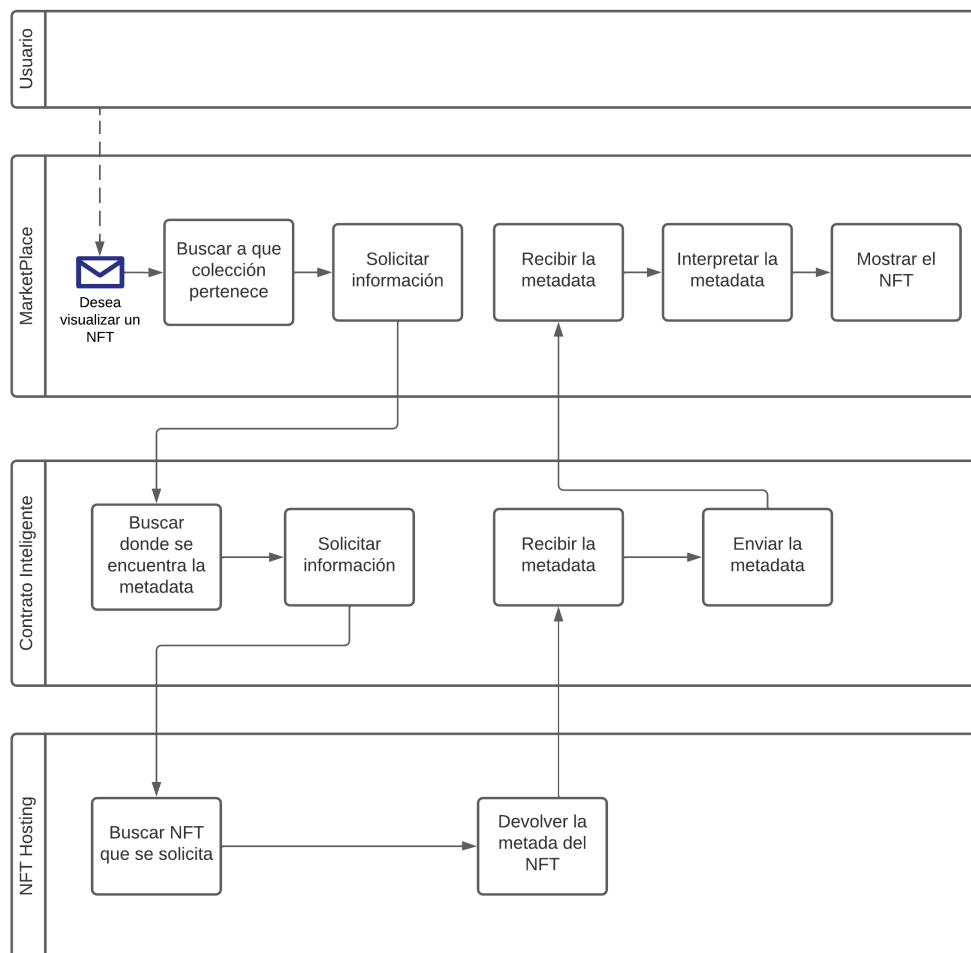 Usuario
MarketPlace
Desea
visualizar un
NFT
Buscar a que
colección
pertenece
Solicitar
información
Recibir la
metadata
Interpretar la
metadata
Mostrar el
NFT
Contrato Inteligente
Buscar
donde se
encuentra la
metadata
Solicitar
información
Recibir la
metadata
Enviar la
metadata
NFT Hosting
Buscar NFT
que se solicita
Devolver la
metada del
NFT